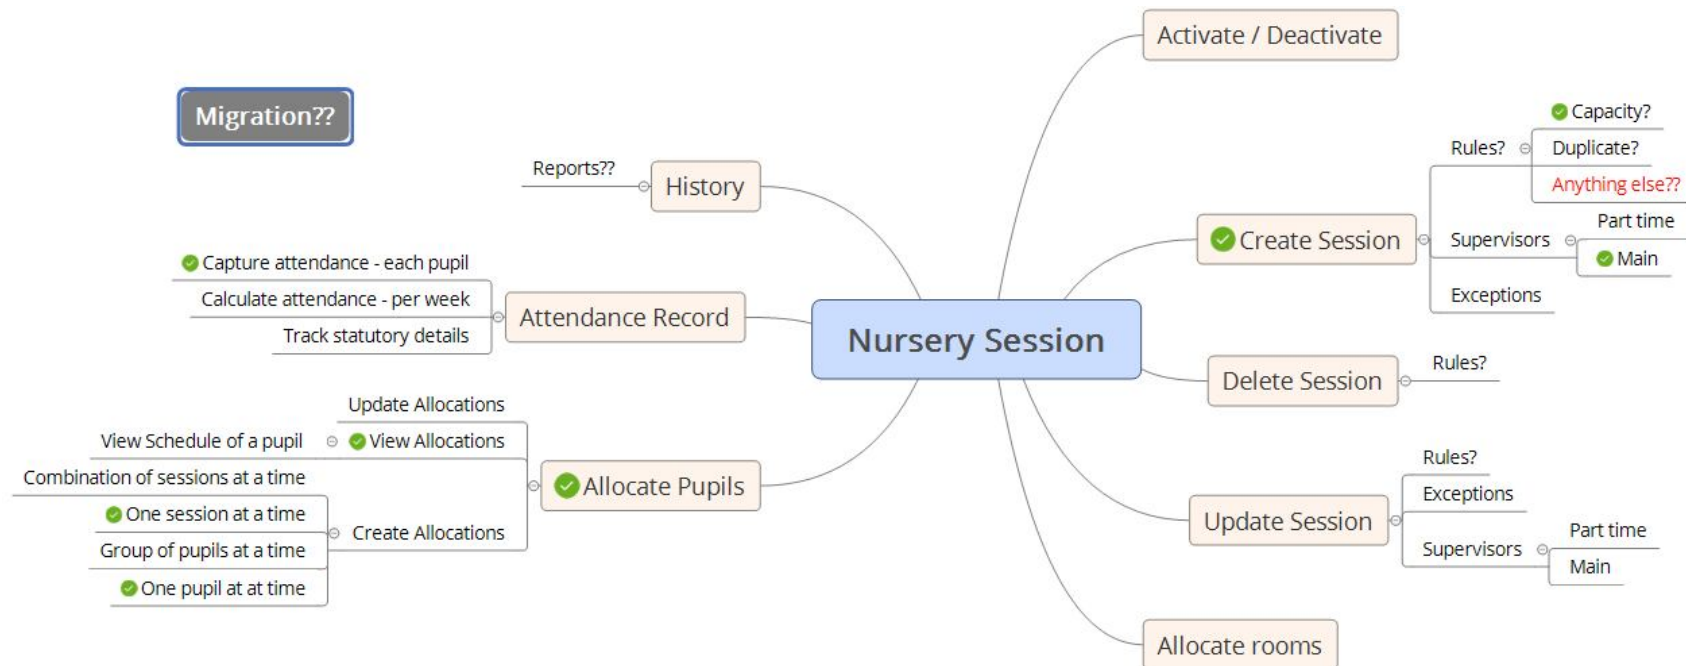 Migration??
Nursery Session
Activate / Deactivate
Create Session
Rules?
Capacity?
Duplicate?
Anything else??
Supervisors
Part time
Main
Exceptions
Delete Session
Rules?
Update Session
Rules?
Exceptions
Supervisors
Part time
Main
Allocate rooms
History
Reports??
Attendance Record
Capture attendance - each pupil
Calculate attendance - per week
Track statutory details
Allocate Pupils
Update Allocations
View Allocations
View Schedule of a pupil
Create Allocations
Combination of sessions at a time
One session at a time
Group of pupils at a time
One pupil at at time